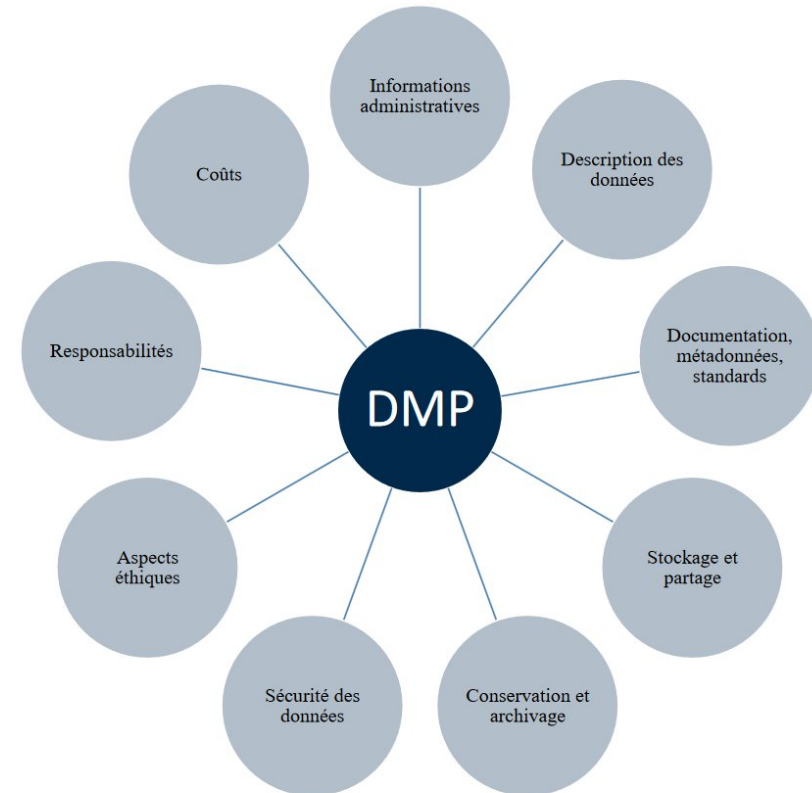 Informations
administratives
Description des
données
Documentation,
métadonnées,
standards
Stockage et
partage
Conservation et
archivage
Sécurité des
données
Aspects
éthiques
Responsabilités
Coûts
DMP